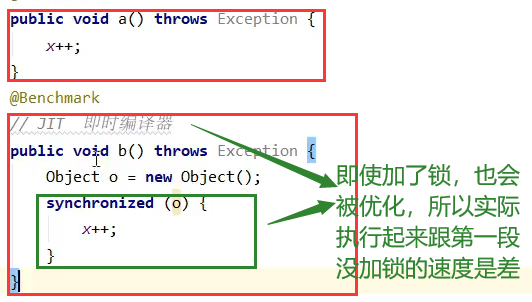 public void a() throws Exception {
x++;
}
@Benchmark
// JIT 即时编译器
public void b() throws Exception {
Object o = new Object();
synchronized (o) {
x++;
}
}
即使加了锁，也会
被优化，所以实际
执行起来跟第一段
没加锁的速度是差